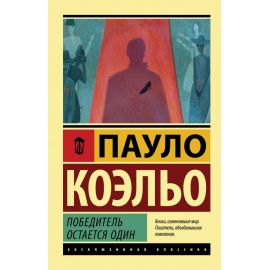 ПАУЛО
КОЭЛЬО
ПОБЕДИТЕЛЬ
ОСТАЕТСЯ ОДИН
Книги, изменившие мир.
Писатели, объединившие
поколения.
ЭКСКЛЮЗИВНАЯ КЛАССИКА